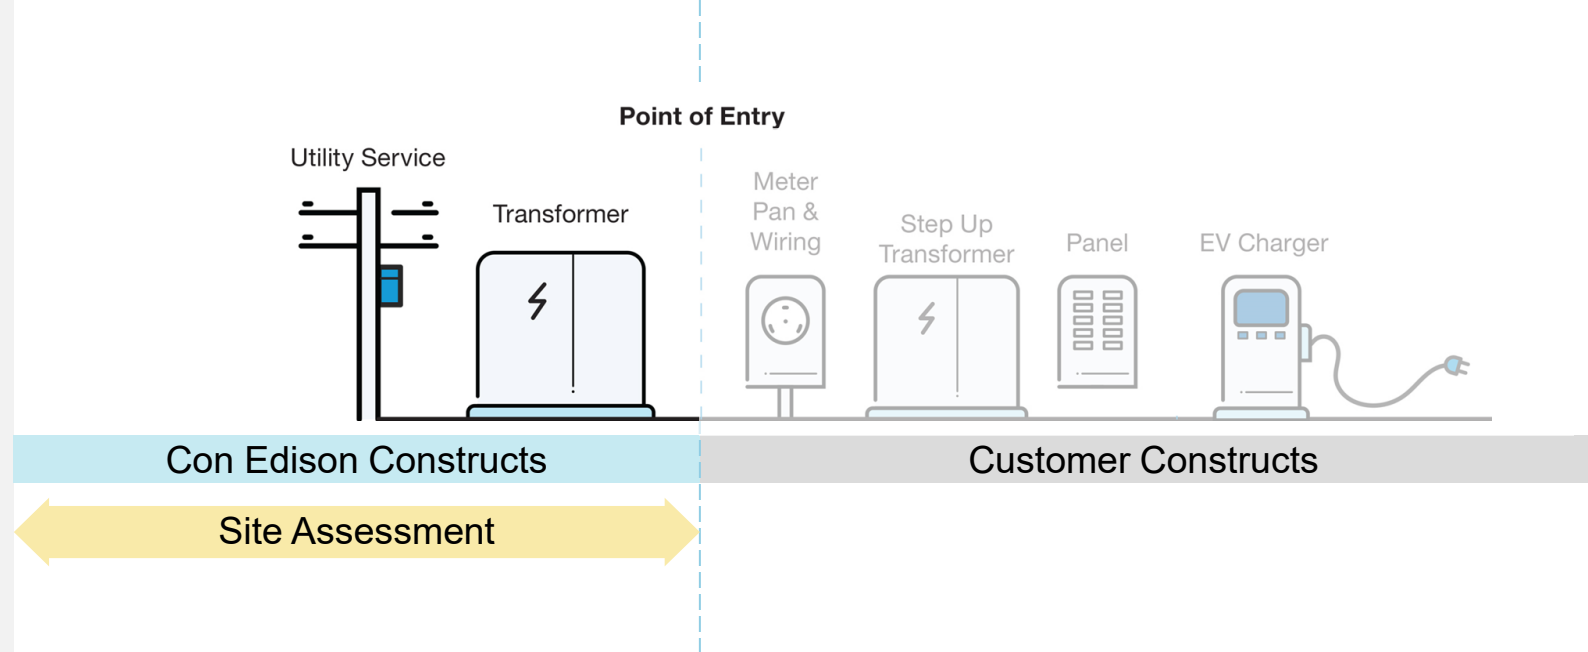 Point of Entry
Utility Service
Transformer
Meter
Pan &
Wiring
Step Up
Transformer
Panel
EV Charger
Con Edison Constructs
Customer Constructs
Site Assessment